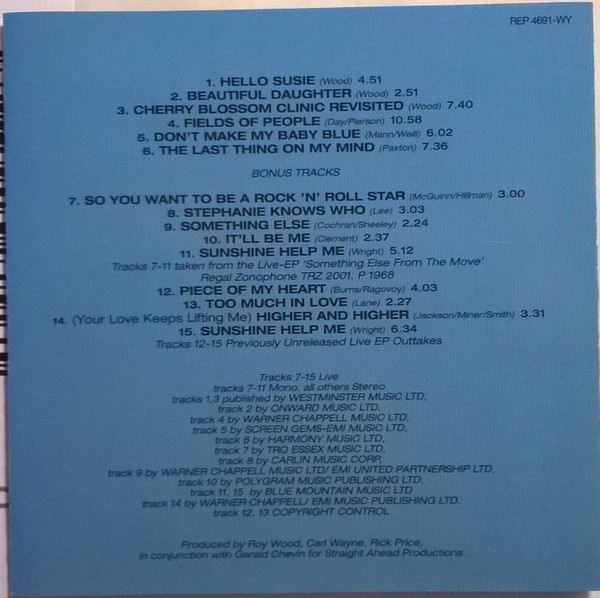 REP 4691-WY
1. HELLO SUSIE (Wood) 4.51
2. BEAUTIFUL DAUGHTER (Wood) 2.51
3. CHERRY BLOSSOM CLINIC REVISITED (Wood) 7.40
4. FIELDS OF PEOPLE (Day/Pierson) 10.58
5. DON'T MAKE MY BABY BLUE (Mann/Weill) 6.02
6. THE LAST THING ON MY MIND (Paxton) 7.36
BONUS TRACKS
7. SO YOU WANT TO BE A ROCK 'N' ROLL STAR (McGuinn/Hillman) 3.00
8. STEPHANIE KNOWS WHO (Lee) 3.03
9. SOMETHING ELSE (Cochran/Sheeley) 2.24
10. IT'LL BE ME (Clement) 2.37
11. SUNSHINE HELP ME (Wright) 5.12
Tracks 7-11 taken from the Live-EP 'Something Else From The Move'
Regal Zonophone TRZ 2001, P 1968
12. PIECE OF MY HEART (Burns/Ragovoy) 4.03
13. TOO MUCH IN LOVE (Lane) 2.27
14. (Your Love Keeps Lifting Me) HIGHER AND HIGHER (Jackson/Miner/Smith) 3.31
15. SUNSHINE HELP ME (Wright) 6.34
Tracks 12-15 Previously Unreleased Live EP Outtakes
Tracks 7-15 Live
tracks 7-11 Mono, all others Stereo
tracks 1,3 published by WESTMINSTER MUSIC LTD,
track 2 by ONWARD MUSIC LTD,
track 4 by WARNER CHAPPELL MUSIC LTD,
track 5 by SCREEN GEMS-EMI MUSIC LTD,
track 6 by HARMONY MUSIC LTD,
track 7 by TRO ESSEX MUSIC LTD,
track 8 by CARLIN MUSIC CORP,
track 9 by WARNER CHAPPELL MUSIC LTD/ EMI UNITED PARTNERSHIP LTD,
track 10 by POLYGRAM MUSIC PUBLISHING LTD,
track 11, 15 by BLUE MOUNTAIN MUSIC LTD
track 14 by WARNER CHAPPELL/ EMI MUSIC PUBLISHING LTD.
track 12, 13 COPYRIGHT CONTROL
Produced by Roy Wood, Carl Wayne, Rick Price,
in conjunction with Gerald Chevin for Straight Ahead Productions